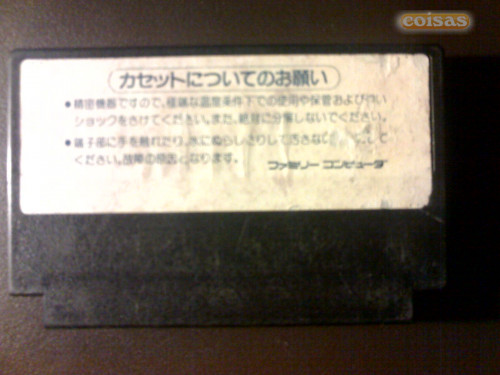 coisas
カセットについてのお願い
●精密機器ですので、極端な温度条件下での使用や保管および強い
ショックをさけてください。また、絶対に分解しないでください。
●端子部に手を触れたり、水にぬらしたりして汚さない
ください。故障の原因となります。
ファミリー コンピュータ